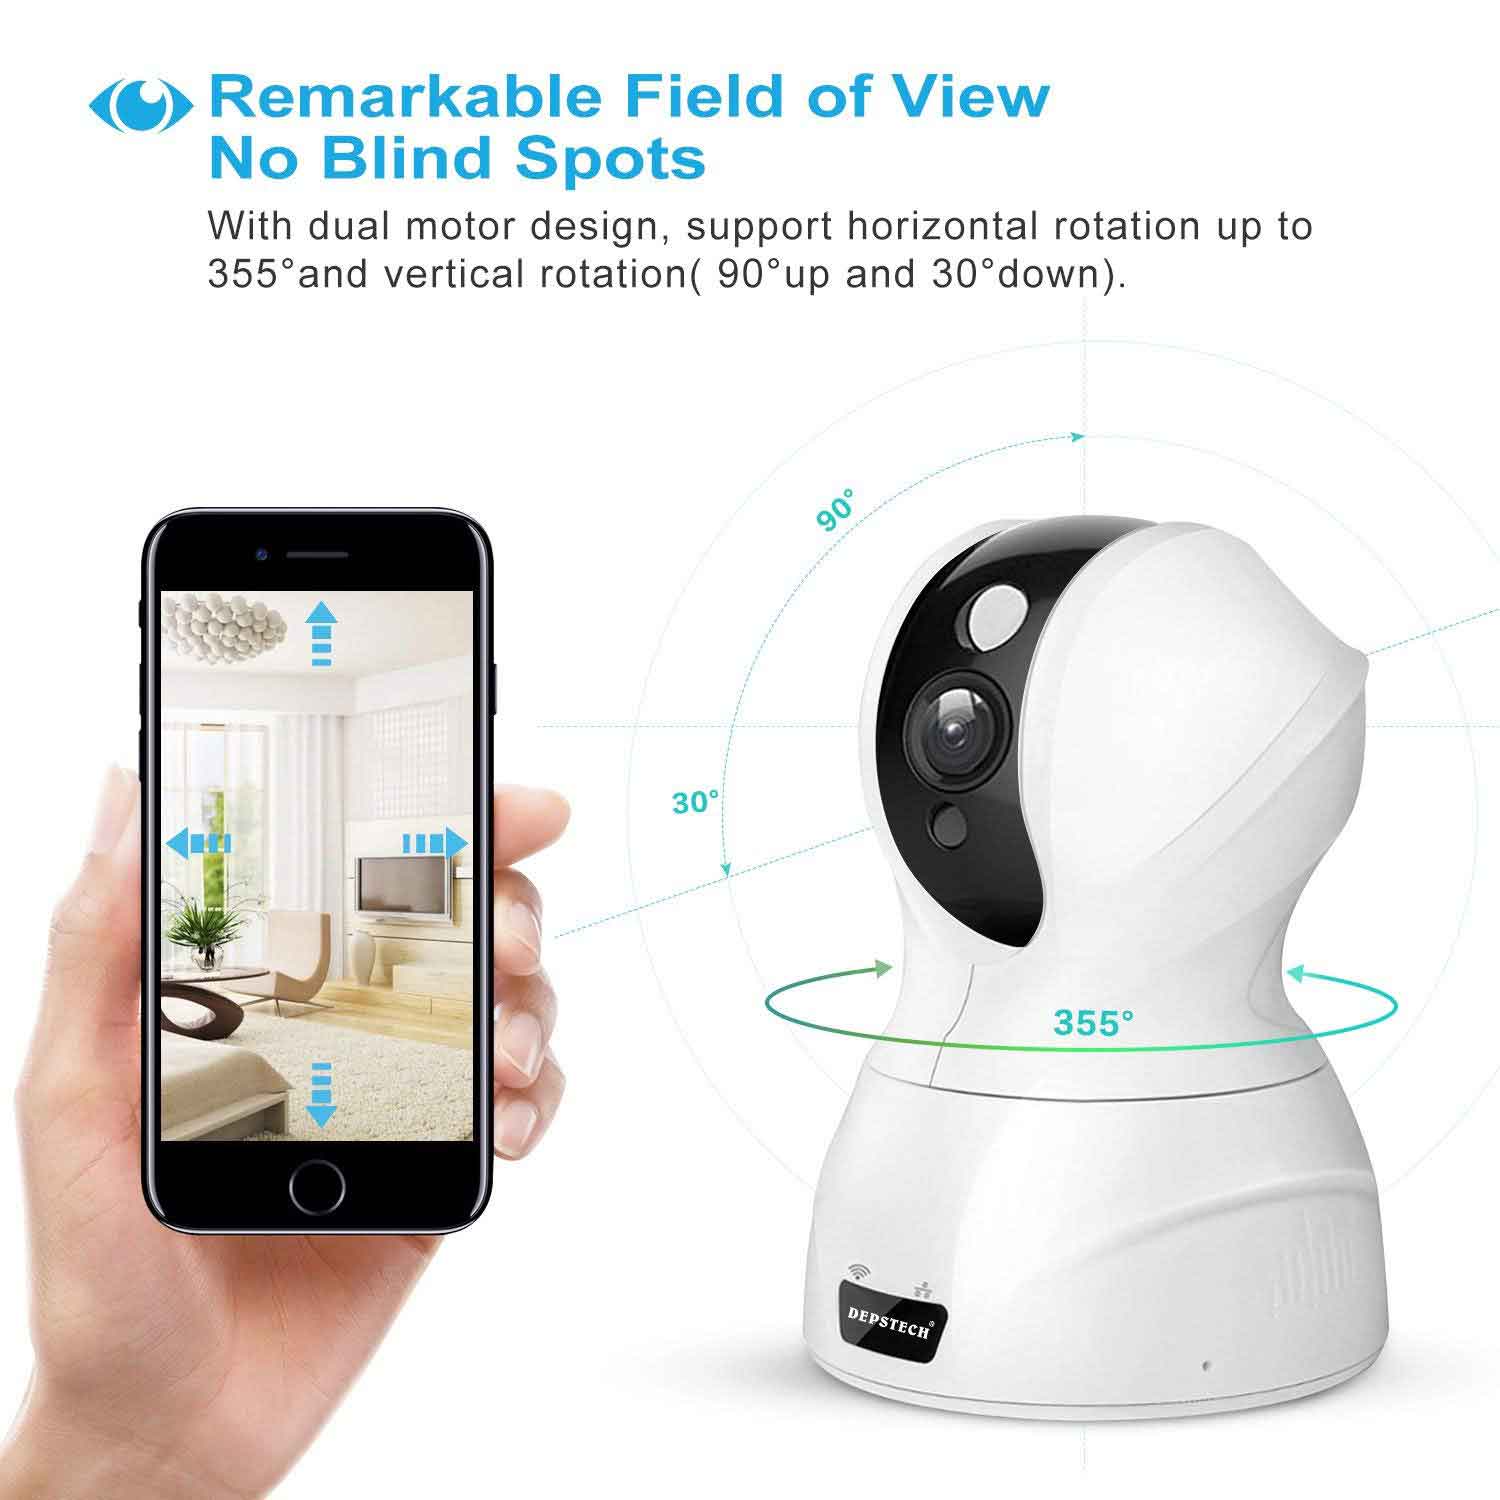 Remarkable Field of View
No Blind Spots
With dual motor design, support horizontal rotation up to
355°and vertical rotation( 90°up and 30°down).
90°
30°
355°
DEPSTECH®